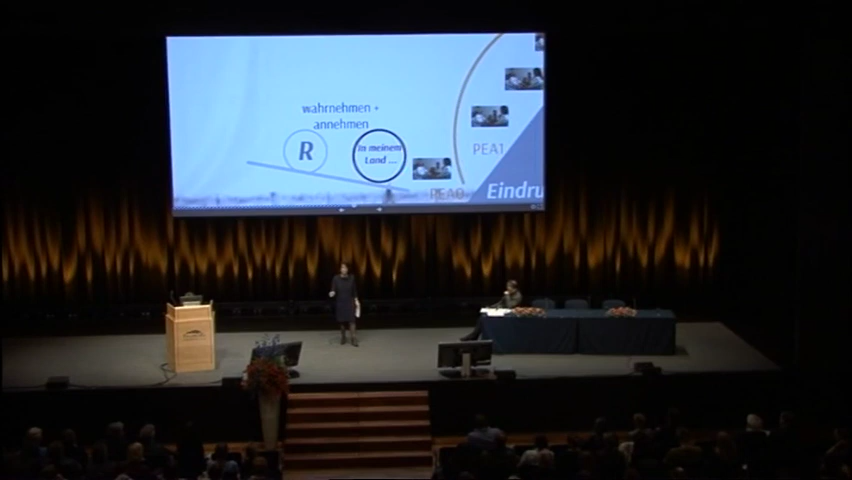 wahrnehmen +
annehmen
R
In meinem
Land ...
PEA0
PEA1
Eindru